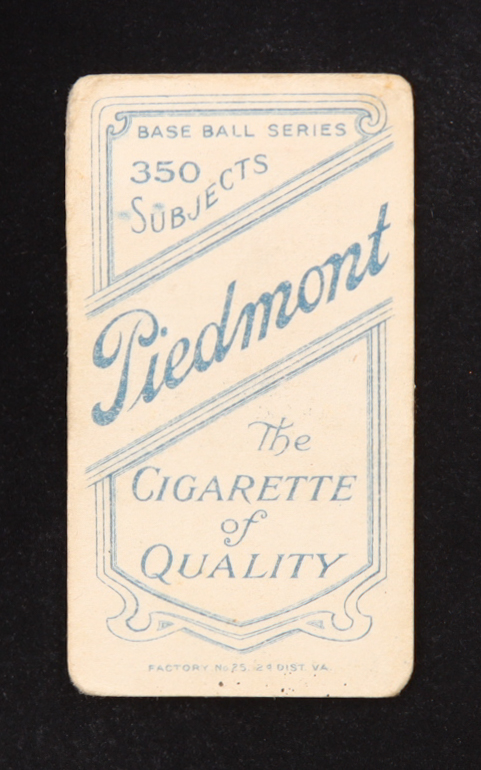 BASE BALL SERIES
350
SUBJECTS
Piedmont
The
CIGARETTE
of
QUALITY
FACTORY No 25. 2D DIST. VA.